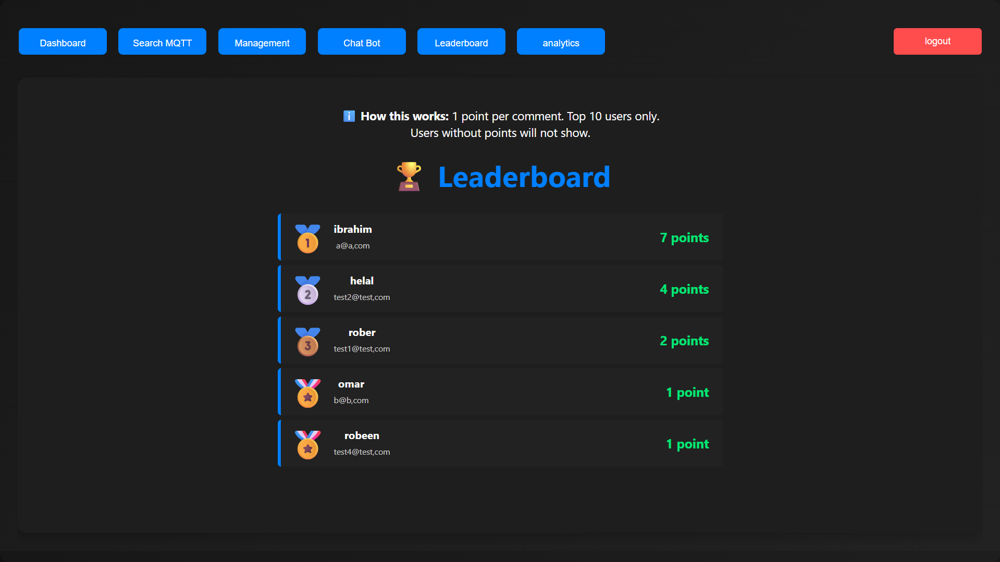 Dashboard Search MQTT Management Chat Bot Leaderboard analytics logout
ℹ️ How this works: 1 point per comment. Top 10 users only.
Users without points will not show.
🏆 Leaderboard
1 ibrahim 7 points
a@a,com
2 helal 4 points
test2@test,com
3 rober 2 points
test1@test,com
omar 1 point
b@b,com
robeen 1 point
test4@test,com